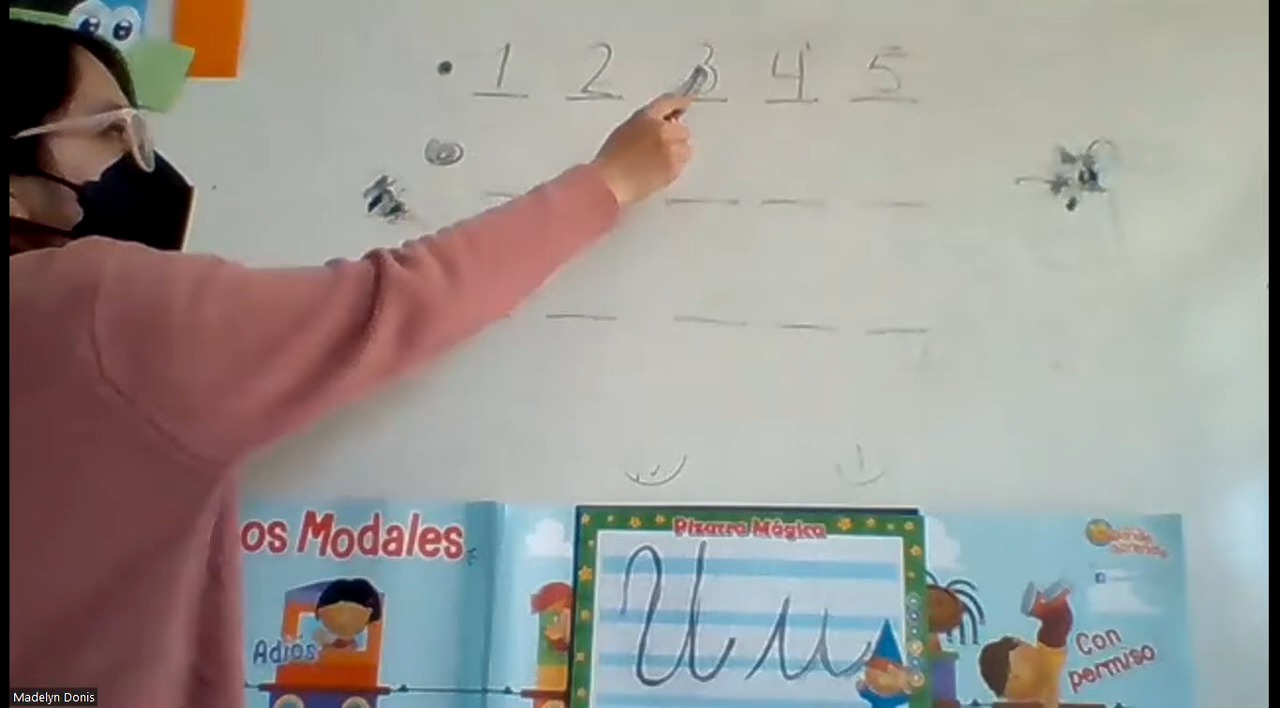 1 2 3 4 5
os Modales
Pizarra Mágica
U u
Adiós
Con
permiso
Madelyn Donis